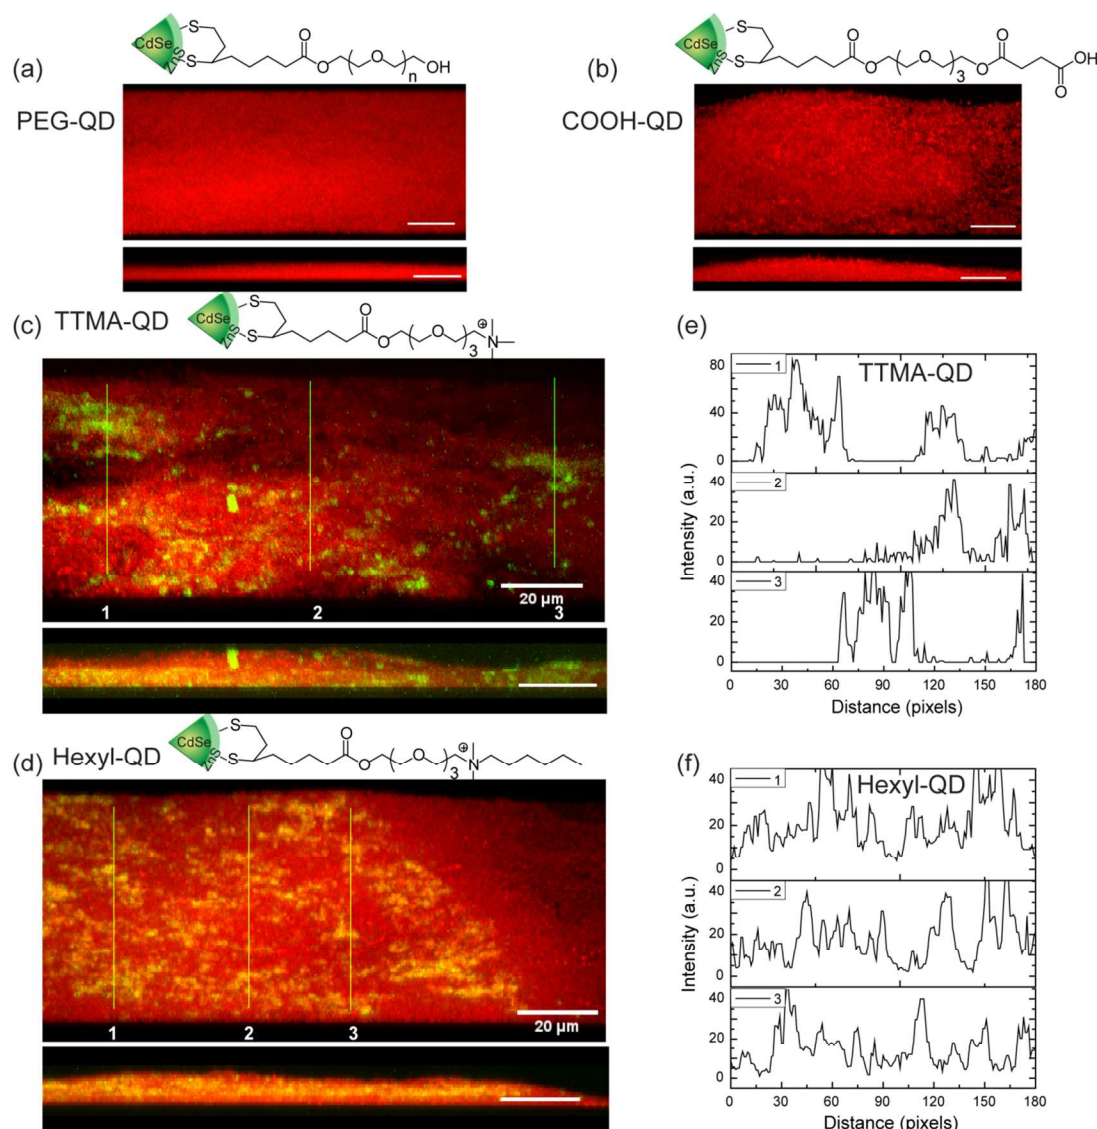 (a)
CdSe
ZnS
S
S
O
O
O
n
OH
PEG-QD
(b)
CdSe
ZnS
S
S
O
O
O
3
O
O
OH
O
COOH-QD
(c)
TTMA-QD
CdSe
ZnS
S
S
O
O
O
3
N
⊕
1
2
3
20 µm
(d)
Hexyl-QD
CdSe
ZnS
S
S
O
O
O
3
N
⊕
1
2
3
20 µm
(e)
TTMA-QD
1
80
40
0
2
40
20
0
3
40
20
0
Intensity (a.u.)
0 30 60 90 120 150 180
Distance (pixels)
(f)
Hexyl-QD
1
40
20
0
2
40
20
0
3
40
20
0
Intensity (a.u.)
0 30 60 90 120 150 180
Distance (pixels)